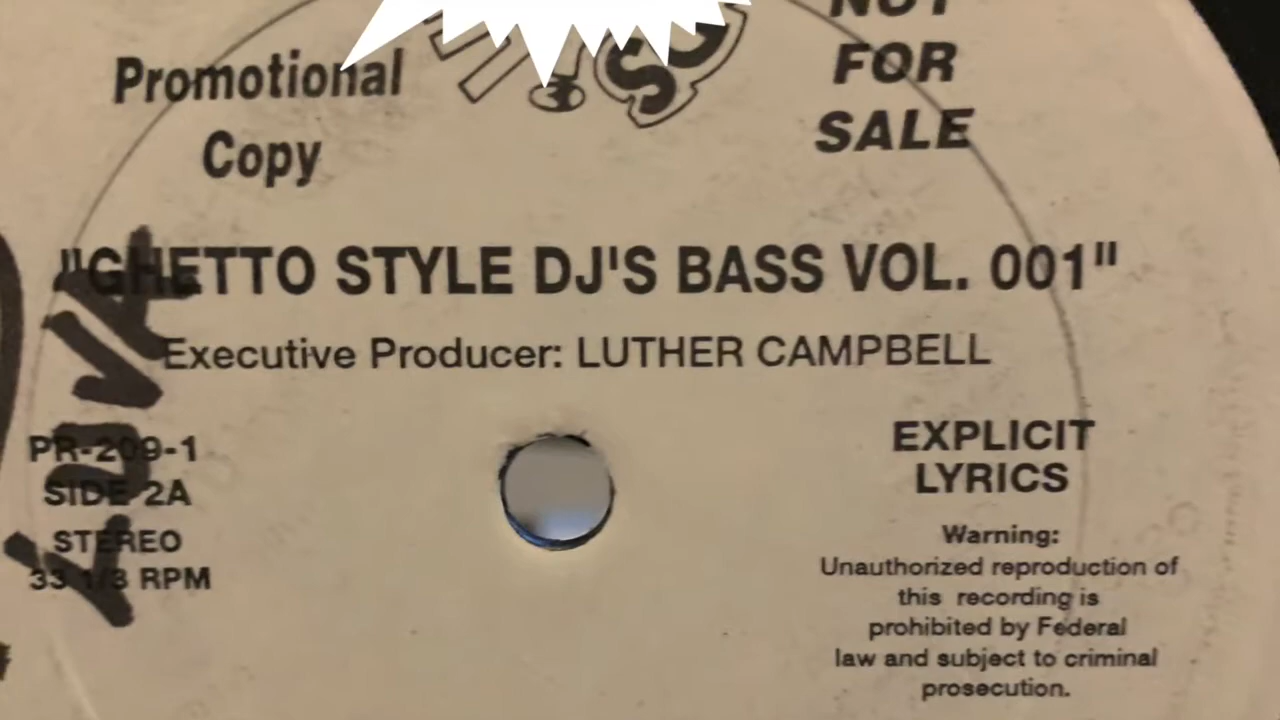 NOT
Promotional
FOR
SALE
Copy
"GHETTO STYLE DJ'S BASS VOL. 001"
Executive Producer: LUTHER CAMPBELL
PR-209-1
SIDE 2A
STEREO
33 1/3 RPM
EXPLICIT
LYRICS
Warning:
Unauthorized reproduction of
this recording is
prohibited by Federal
law and subject to criminal
prosecution.